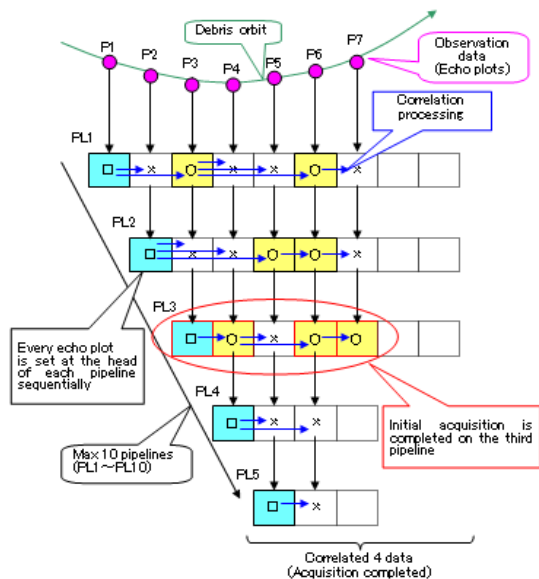 P1
P2
P3
P4
P5
P6
P7
Debris orbit
Observation
data
(Echo plots)
Correlation
processing
PL1
□ × ○ × × ○ ×
PL2
□ × × ○ ○ ×
PL3
□ ○ × ○ ○
Every echo plot
is set at the head
of each pipeline
sequentially
PL4
□ × ×
Initial acquisition is
completed on the third
pipeline
Max 10 pipelines
(PL1～PL10)
PL5
□ ×
Correlated 4 data
(Acquisition completed)